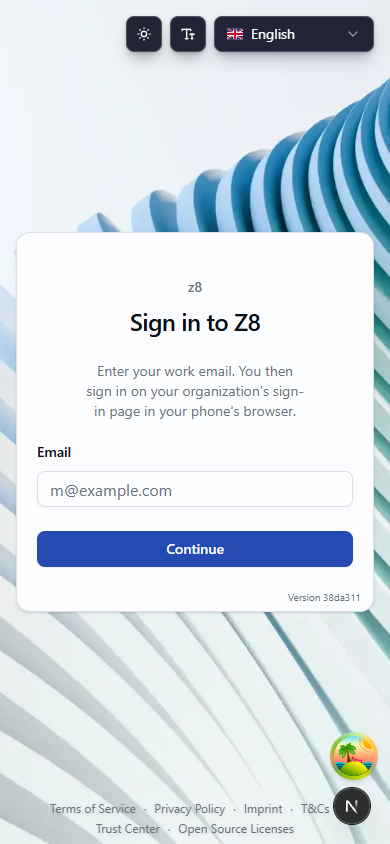 English
z8
Sign in to Z8
Enter your work email. You then
sign in on your organization's sign-
in page in your phone's browser.
Email
m@example.com
Continue
Version 38da311
Terms of Service · Privacy Policy · Imprint · T&Cs
Trust Center · Open Source Licenses
N